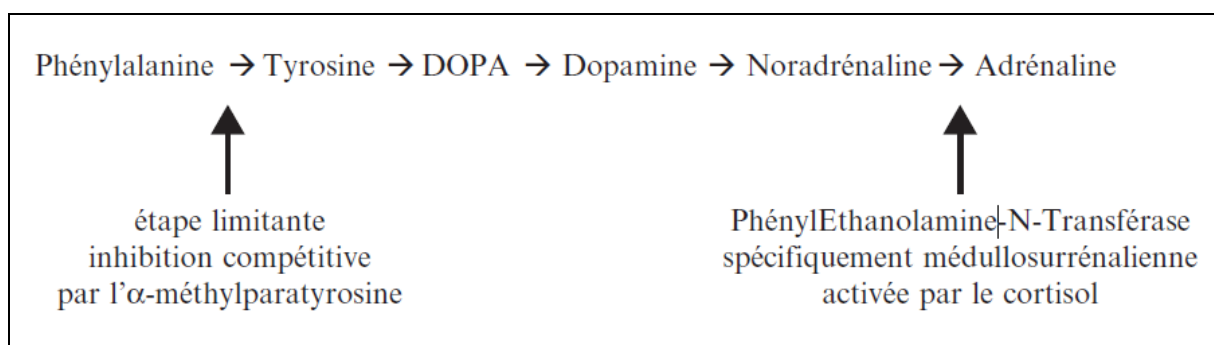 Phénylalanine → Tyrosine → DOPA → Dopamine → Noradrénaline → Adrénaline
étape limitante
inhibition compétitive
par l'α-méthylparatyrosine
PhénylEthanolamine-N-Transférase
spécifiquement médullosurrénalienne
activée par le cortisol